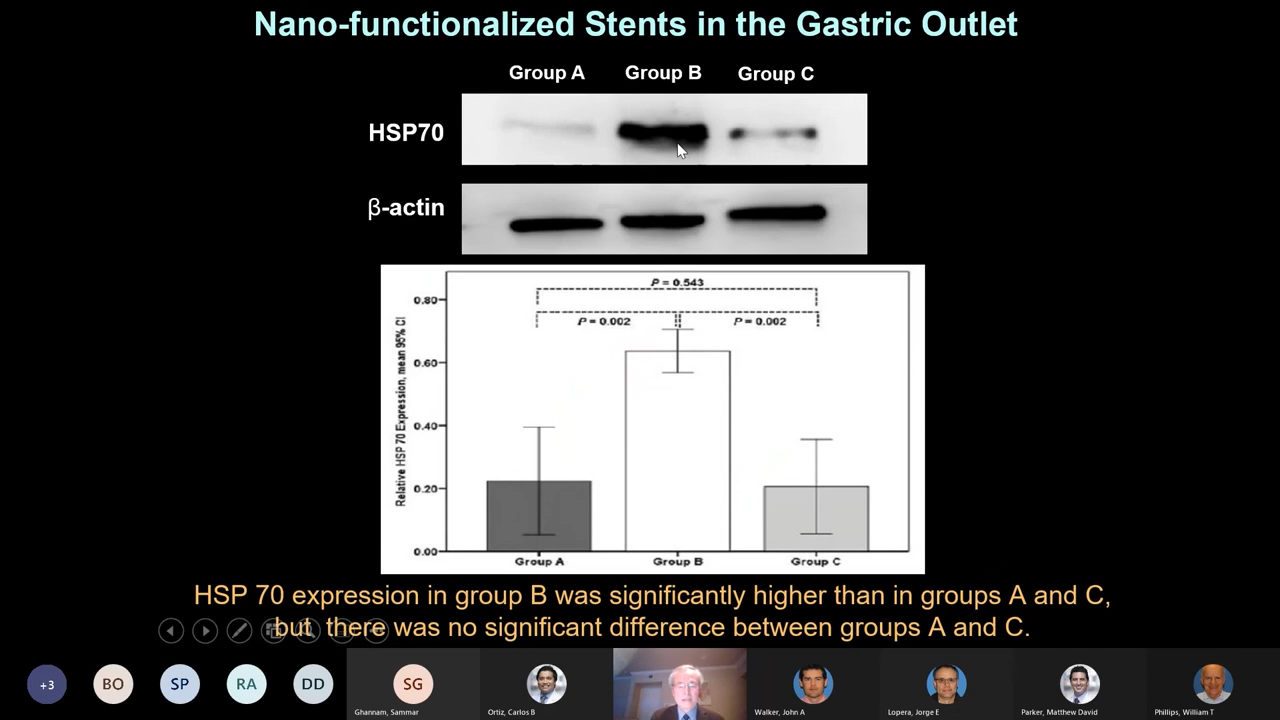 Nano-functionalized Stents in the Gastric Outlet
Group A Group B Group C
HSP70
β-actin
P = 0.543
P = 0.002 P = 0.002
Relative HSP 70 Expression, mean 95% CI
0.80
0.60
0.40
0.20
0.00
Group A Group B Group C
HSP 70 expression in group B was significantly higher than in groups A and C,
but there was no significant difference between groups A and C.
+3 BO SP RA DD SG
Ghannam, Sammar Ortiz, Carlos B Walker, John A Lopera, Jorge E Parker, Matthew David Phillips, William T